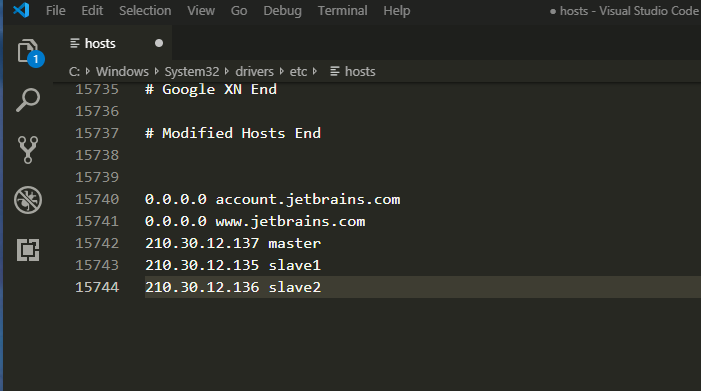 File Edit Selection View Go Debug Terminal Help ● hosts - Visual Studio Code
hosts ●
C: Windows System32 drivers etc hosts
1
15735 # Google XN End
15736
15737 # Modified Hosts End
15738
15739
15740 0.0.0.0 account.jetbrains.com
15741 0.0.0.0 www.jetbrains.com
15742 210.30.12.137 master
15743 210.30.12.135 slave1
15744 210.30.12.136 slave2